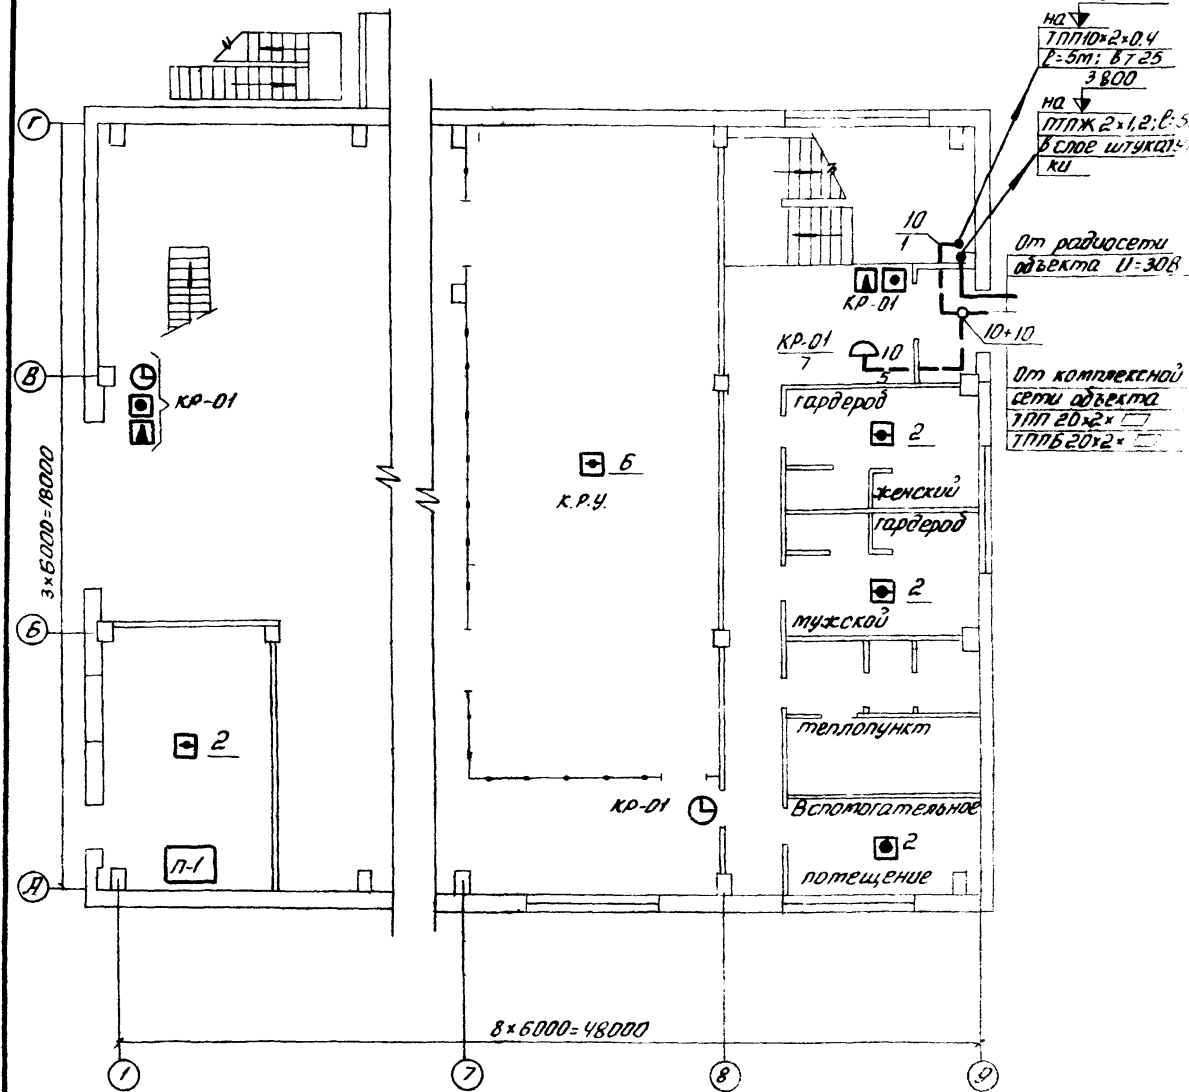 на
ТПП10×2×0,4
ℓ=5м; в т25
3800
на
ПТПЖ 2×1,2; ℓ=5
в слое штукату
ки
Г
10
1
От радиосети
объекта U=30В
КР-01
10+10
КР-01
7
10
5
От комплексной
сети объекта
ТПП 20×2×
ТППБ 20×2×
В
КР-01
гардероб
2
6
женский
К.Р.У.
гардероб
3×6000=18000
2
Б
мужской
2
теплопункт
КР-01
Вспомогательное
2
П-1
помещение
А
8×6000=48000
1
7
8
9